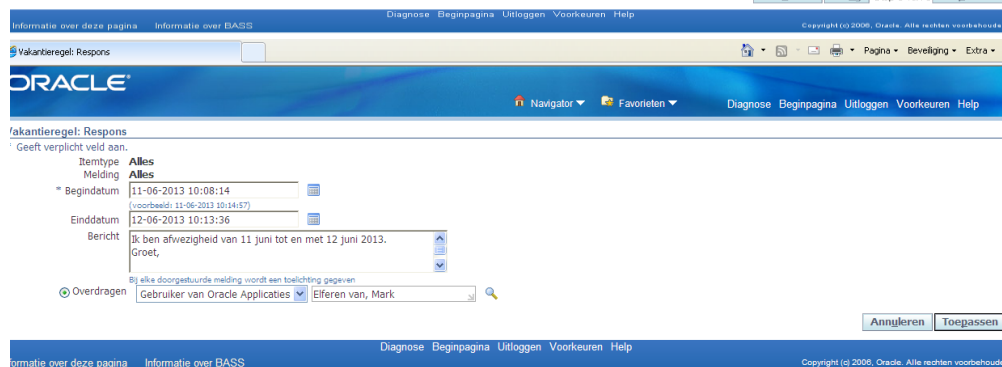 Diagnose Beginpagina Uitloggen Voorkeuren Help
Informatie over deze pagina Informatie over BASS Copyright (c) 2006, Oracle. Alle rechten voorbehoude
Vakantieregel: Respons Pagina Beveiliging Extra
ORACLE
Navigator Favorieten Diagnose Beginpagina Uitloggen Voorkeuren Help
Vakantieregel: Respons
* Geeft verplicht veld aan.
Itemtype Alles
Melding Alles
* Begindatum 11-06-2013 10:08:14
(voorbeeld: 11-06-2013 10:14:57)
Einddatum 12-06-2013 10:13:36
Bericht Ik ben afwezigheid van 11 juni tot en met 12 juni 2013.
Groet,
Bij elke doorgestuurde melding wordt een toelichting gegeven
Overdragen Gebruiker van Oracle Applicaties Elferen van, Mark
Annuleren Toepassen
Diagnose Beginpagina Uitloggen Voorkeuren Help
formatie over deze pagina Informatie over BASS Copyright (c) 2006, Oracle. Alle rechten voorbehoude